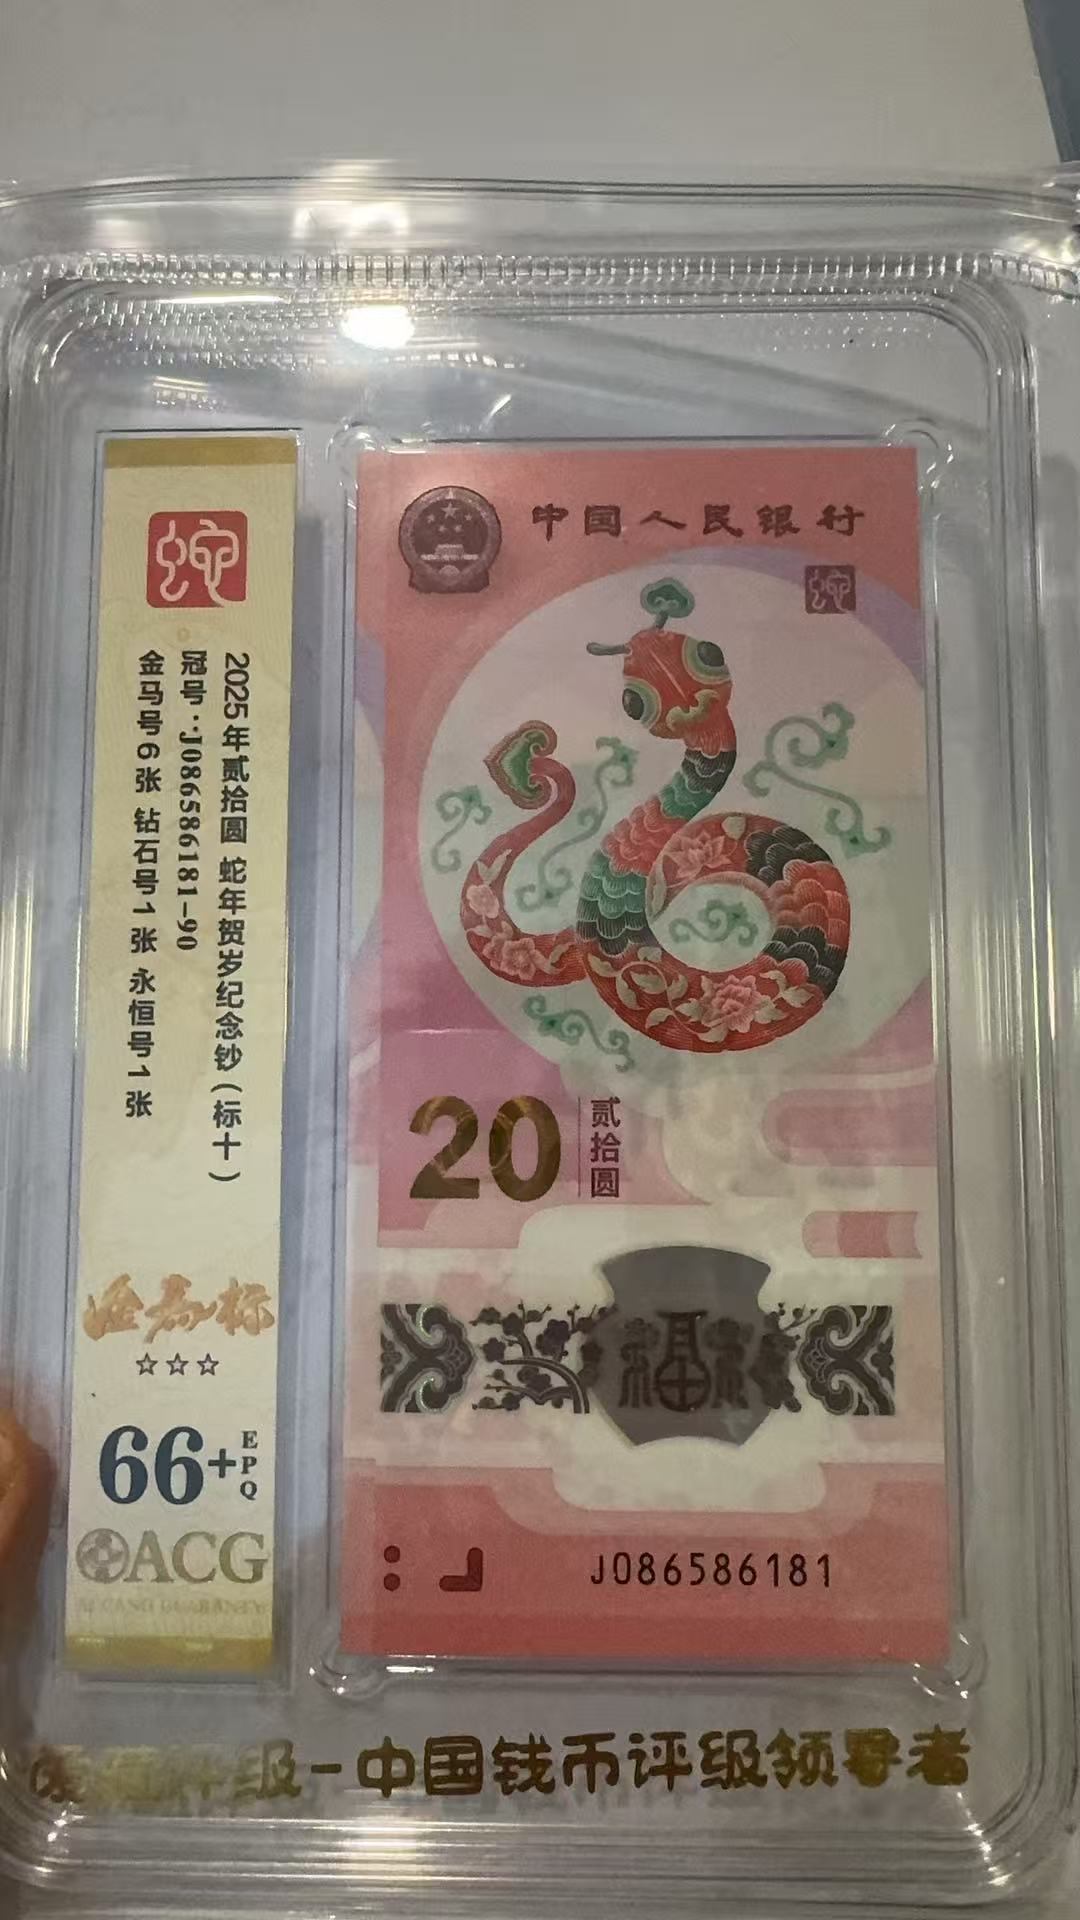 蛇
2025年贰拾圆 蛇年贺岁纪念钞(标十)
冠号:J086586181-90
金马号6张 钻石号1张 永恒号1张
☆☆☆
66+
EPQ
ACG
中国人民银行
蛇
20
贰拾圆
福
J086586181
评级-中国钱币评级领导者